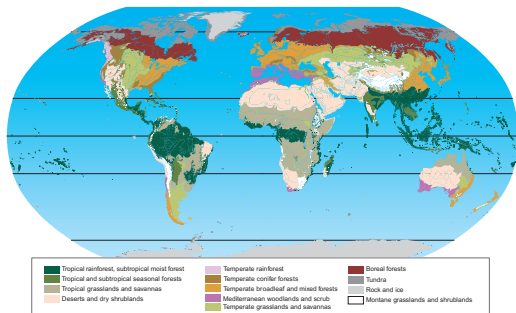 Tropical rainforest, subtropical moist forest
Tropical and subtropical seasonal forests
Tropical grasslands and savannas
Deserts and dry shrublands
Temperate rainforest
Temperate conifer forests
Temperate broadleaf and mixed forests
Mediterranean woodlands and scrub
Temperate grasslands and savannas
Boreal forests
Tundra
Rock and ice
Montane grasslands and shrublands